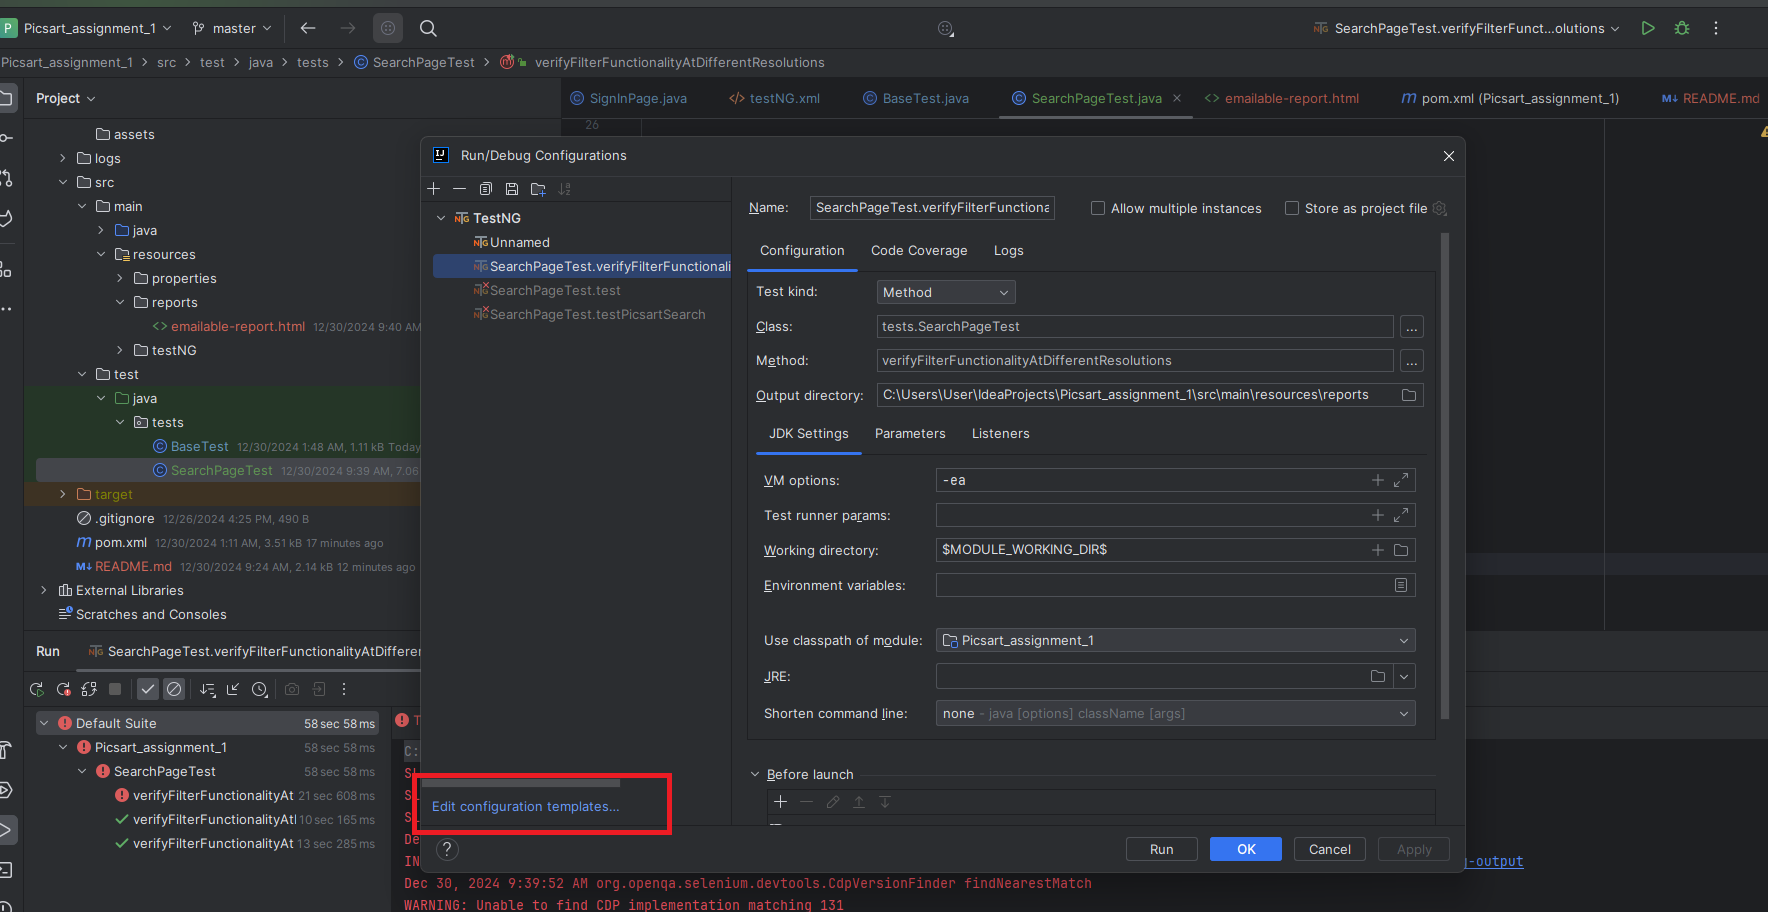 P Picsart_assignment_1 master SearchPageTest.verifyFilterFunct...olutions
Picsart_assignment_1 src test java tests SearchPageTest verifyFilterFunctionalityAtDifferentResolutions
Project
SignInPage.java testNG.xml BaseTest.java SearchPageTest.java emailable-report.html pom.xml (Picsart_assignment_1) README.md
26
assets
logs
src
main
java
resources
properties
reports
emailable-report.html 12/30/2024 9:40 AM
testNG
test
java
tests
BaseTest 12/30/2024 1:48 AM, 1.11 kB Today
SearchPageTest 12/30/2024 9:39 AM, 7.06
target
.gitignore 12/26/2024 4:25 PM, 490 B
pom.xml 12/30/2024 1:11 AM, 3.51 kB 17 minutes ago
README.md 12/30/2024 9:24 AM, 2.14 kB 12 minutes ago
External Libraries
Scratches and Consoles
Run/Debug Configurations
TestNG
Unnamed
SearchPageTest.verifyFilterFunctionali
SearchPageTest.test
SearchPageTest.testPicsartSearch
Edit configuration templates...
Name: SearchPageTest.verifyFilterFunctiona Allow multiple instances Store as project file
Configuration Code Coverage Logs
Test kind: Method
Class: tests.SearchPageTest ...
Method: verifyFilterFunctionalityAtDifferentResolutions ...
Output directory: C:\Users\User\IdeaProjects\Picsart_assignment_1\src\main\resources\reports
JDK Settings Parameters Listeners
VM options: -ea
Test runner params:
Working directory: $MODULE_WORKING_DIR$
Environment variables:
Use classpath of module: Picsart_assignment_1
JRE:
Shorten command line: none - java [options] className [args]
Before launch
? Run OK Cancel Apply
Run SearchPageTest.verifyFilterFunctionalityAtDifferen
Default Suite 58 sec 58 ms
Picsart_assignment_1 58 sec 58 ms
SearchPageTest 58 sec 58 ms
verifyFilterFunctionalityAt 21 sec 608 ms
verifyFilterFunctionalityAtI 10 sec 165 ms
verifyFilterFunctionalityAt 13 sec 285 ms
C:
De
IN -output
Dec 30, 2024 9:39:52 AM org.openqa.selenium.devtools.CdpVersionFinder findNearestMatch
WARNING: Unable to find CDP implementation matching 131